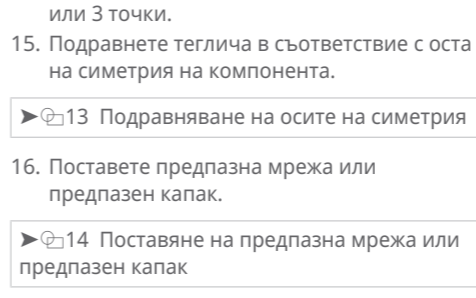 или 3 точки.
15. Подравнете теглича в съответствие с оста
на симетрия на компонента.
➤13 Подравняване на осите на симетрия
16. Поставете предпазна мрежа или
предпазен капак.
➤14 Поставяне на предпазна мрежа или
предпазен капак